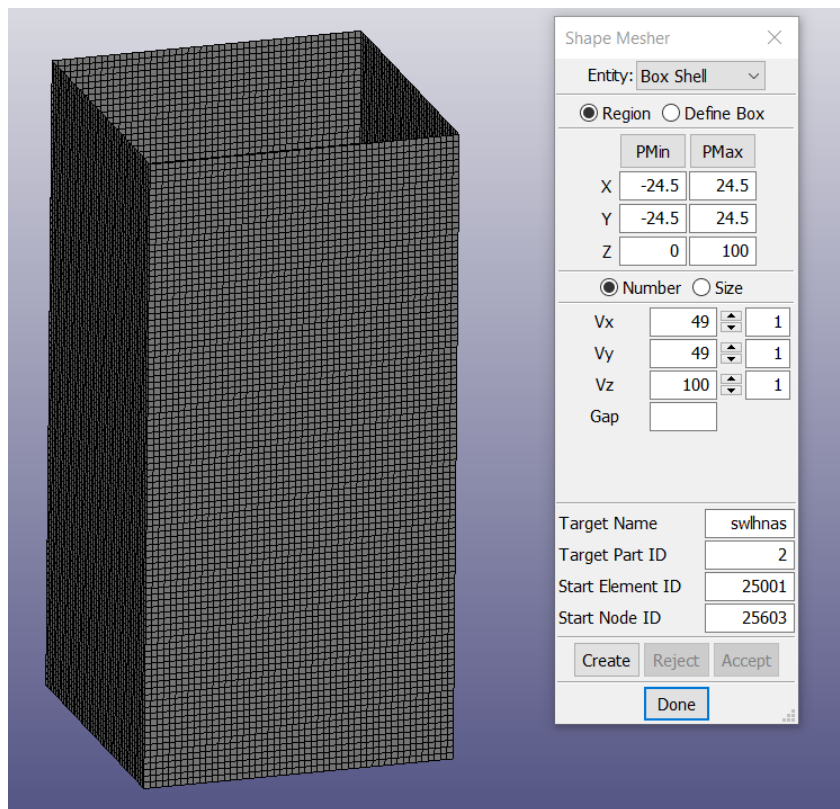 Shape Mesher
Entity: Box Shell
Region Define Box
PMin PMax
X -24.5 24.5
Y -24.5 24.5
Z 0 100
Number Size
Vx 49 1
Vy 49 1
Vz 100 1
Gap
Target Name swlhnas
Target Part ID 2
Start Element ID 25001
Start Node ID 25603
Create Reject Accept
Done